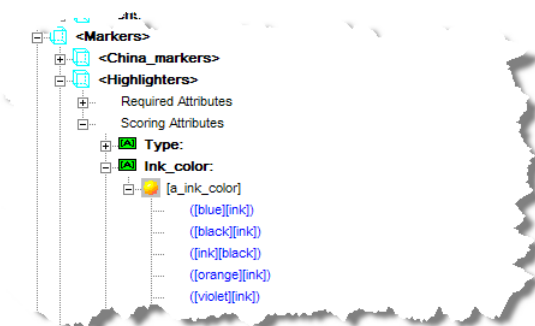 <Markers>
<China_markers>
<Highlighters>
Required Attributes
Scoring Attributes
[A] Type:
[A] Ink_color:
[a_ink_color]
([blue][ink])
([black][ink])
([ink][black])
([orange][ink])
([violet][ink])